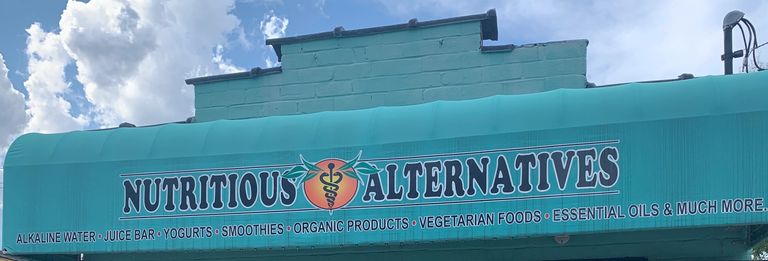 NUTRITIOUS ALTERNATIVES
ALKALINE WATER • JUICE BAR • YOGURTS • SMOOTHIES • ORGANIC PRODUCTS • VEGETARIAN FOODS • ESSENTIAL OILS & MUCH MORE..